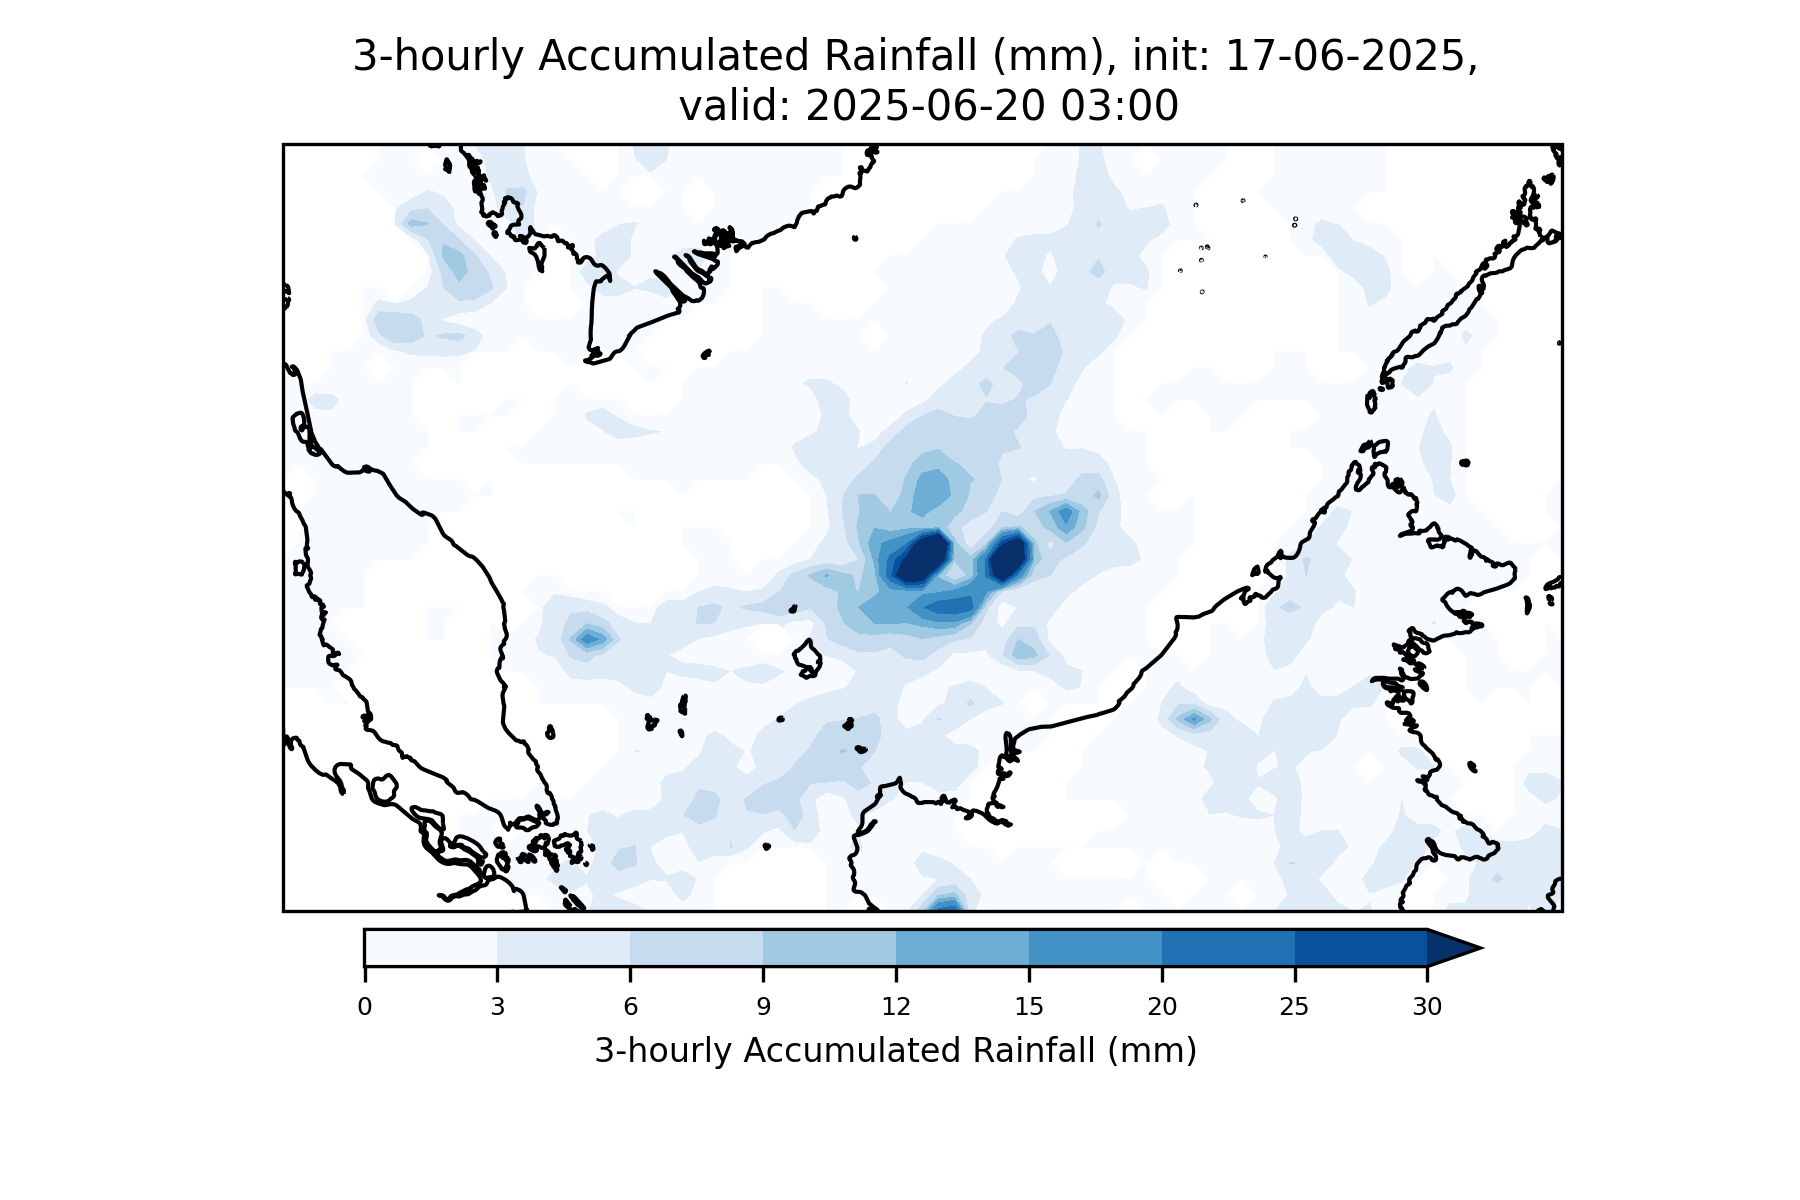 3-hourly Accumulated Rainfall (mm), init: 17-06-2025,
valid: 2025-06-20 03:00
0 3 6 9 12 15 20 25 30
3-hourly Accumulated Rainfall (mm)